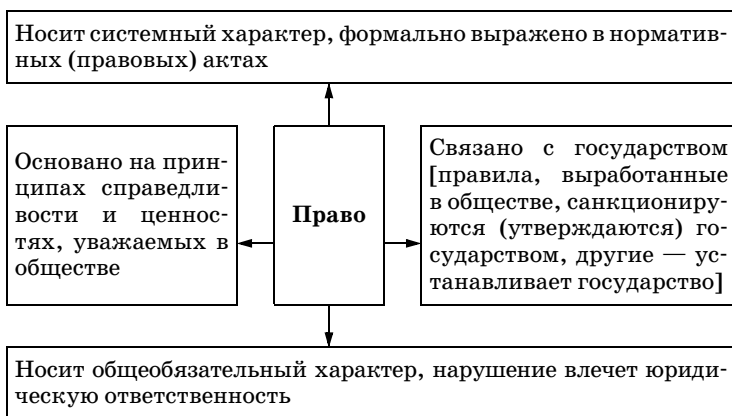 Носит системный характер, формально выражено в норматив-
ных (правовых) актах
Основано на прин-
ципах справедли-
вости и ценнос-
тях, уважаемых в
обществе
Право
Связано с государством
[правила, выработанные
в обществе, санкциониру-
ются (утверждаются) го-
сударством, другие — ус-
танавливает государство]
Носит общеобязательный характер, нарушение влечет юриди-
ческую ответственность